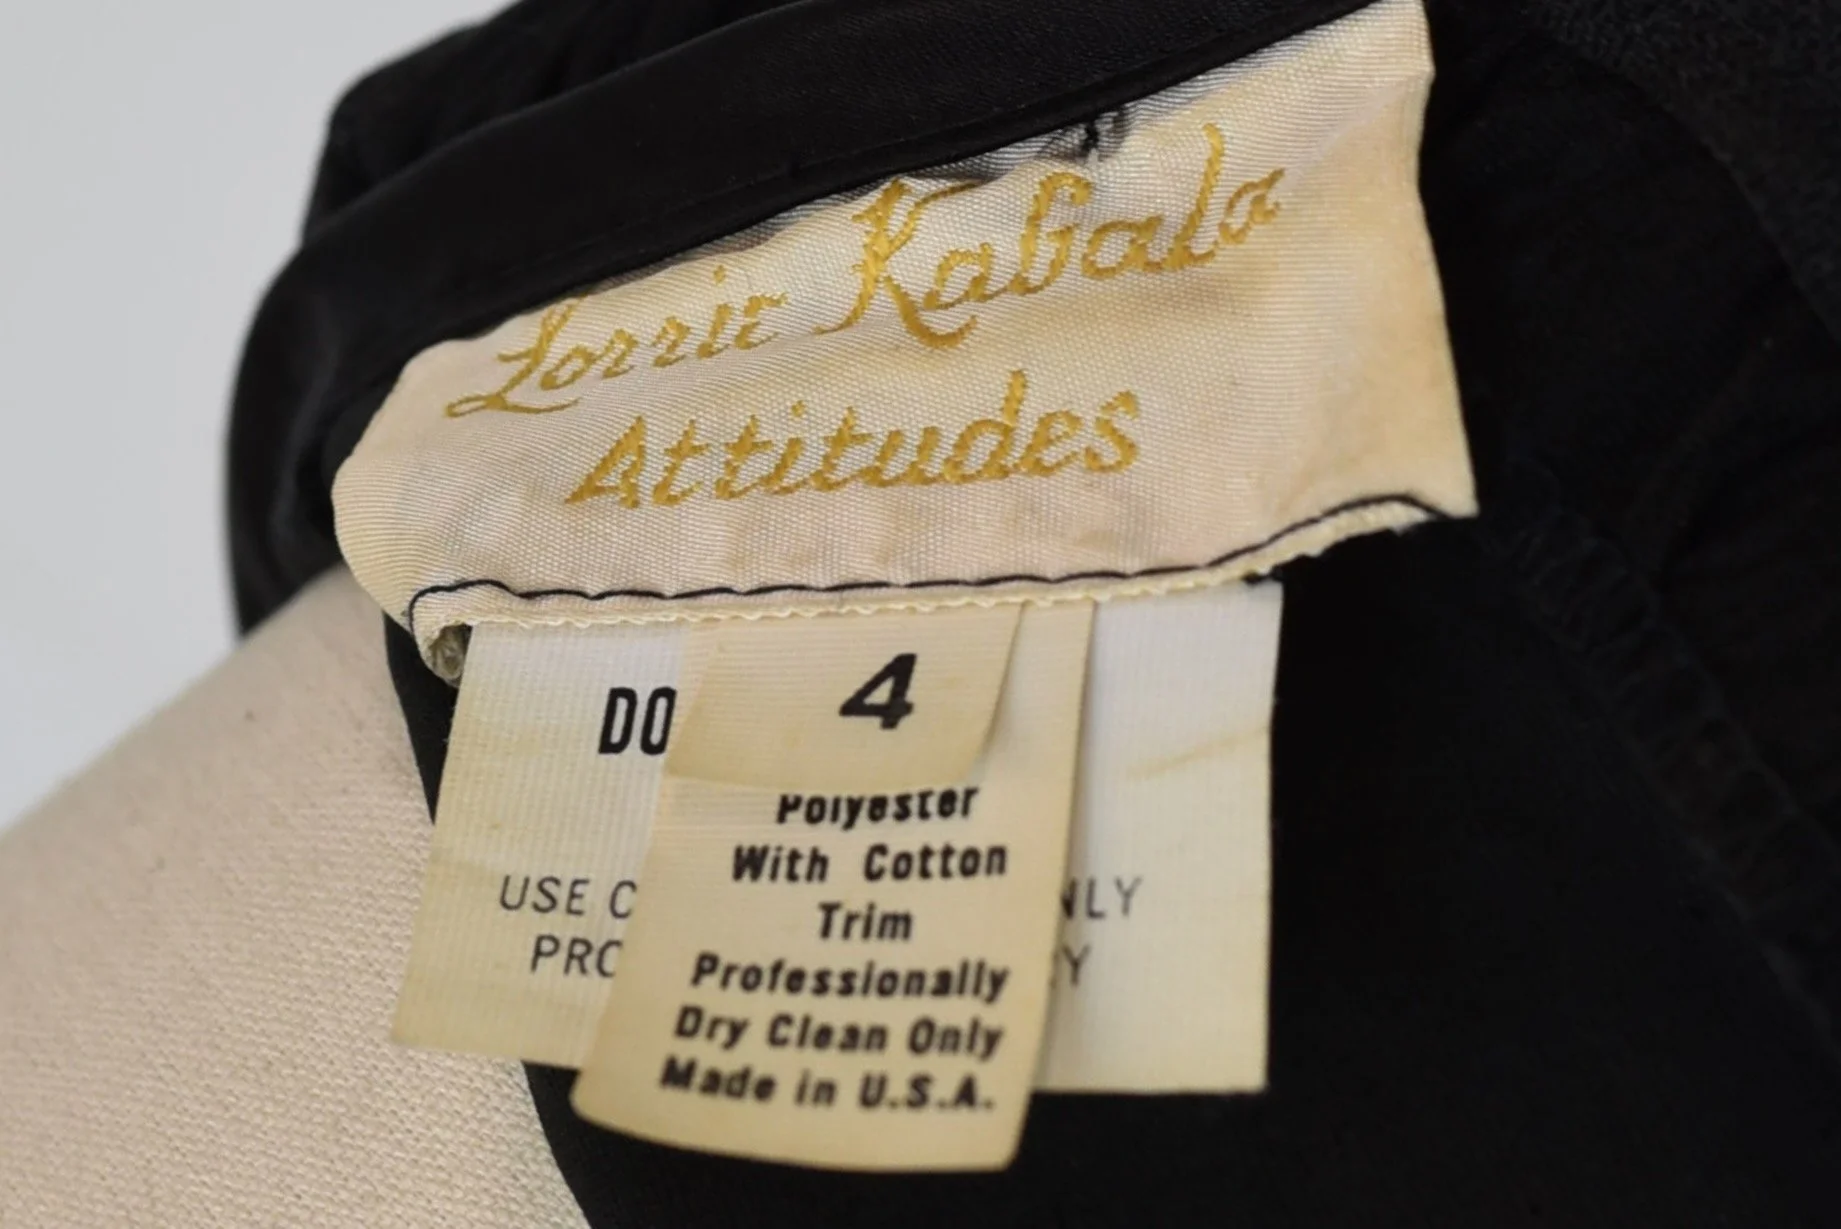 Lorrie Kabala
Attitudes
4
Polyester
With Cotton
Trim
Professionally
Dry Clean Only
Made in U.S.A.
DO
USE C NLY
PRO Y